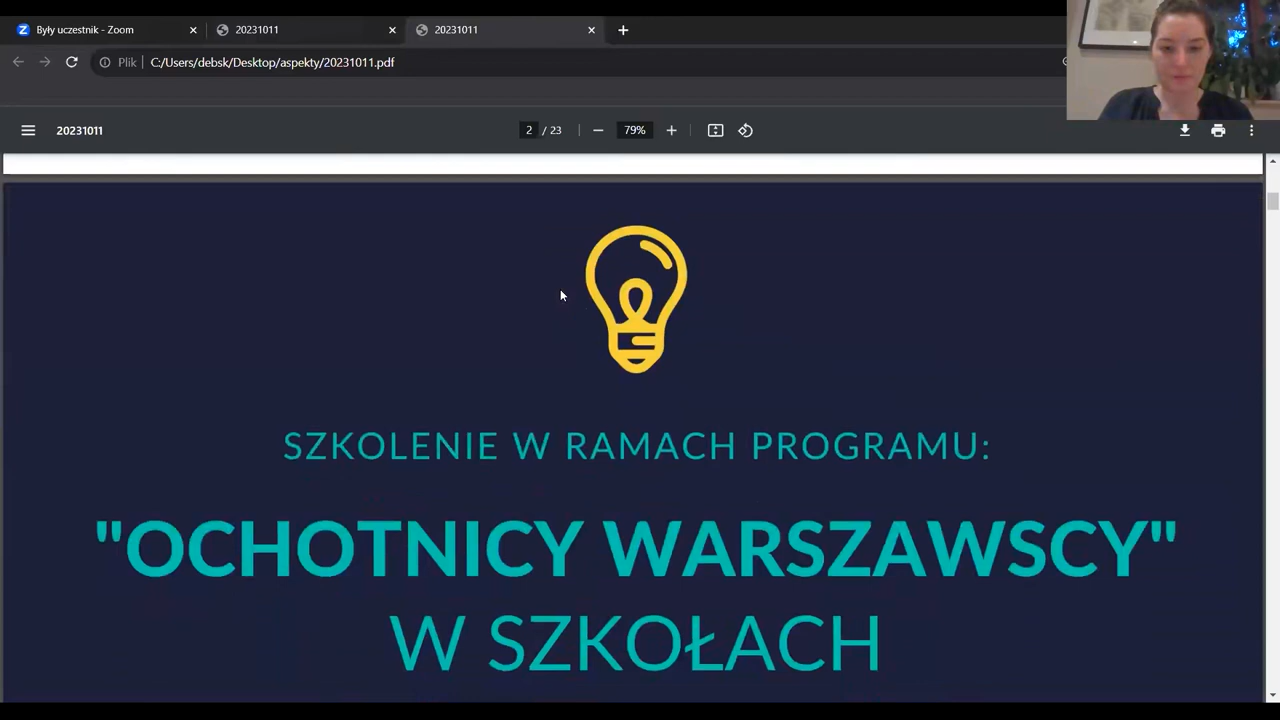 Były uczestnik - Zoom
20231011
20231011
Plik
C:/Users/debsk/Desktop/aspekty/20231011.pdf
20231011
2 / 23
79%
SZKOLENIE W RAMACH PROGRAMU:
"OCHOTNICY WARSZAWSCY"
W SZKOŁACH